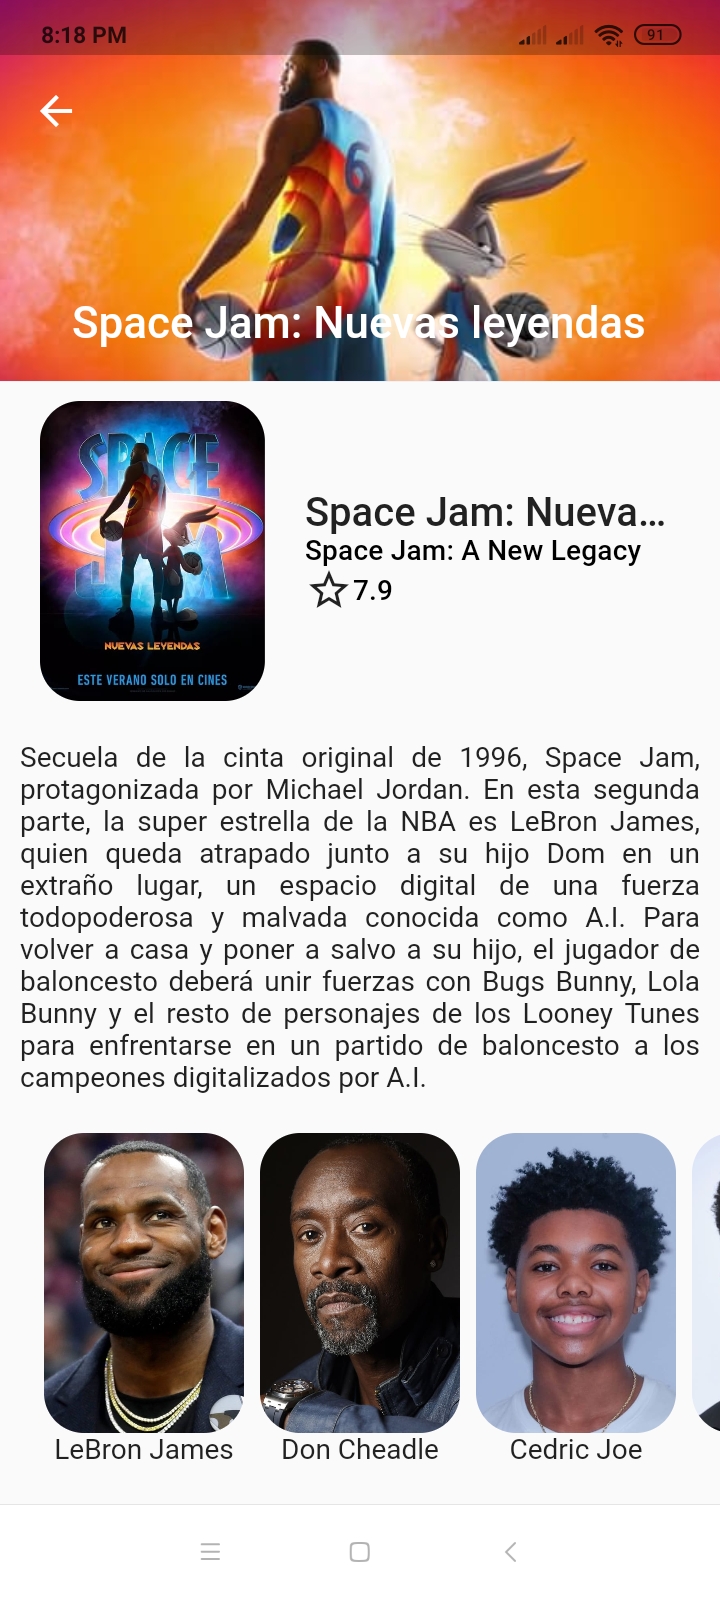 8:18 PM
91
6
Space Jam: Nuevas leyendas
SPACE
6
JAM
NUEVAS LEYENDAS
ESTE VERANO SOLO EN CINES
Space Jam: Nueva...
Space Jam: A New Legacy
7.9
Secuela de la cinta original de 1996, Space Jam,
protagonizada por Michael Jordan. En esta segunda
parte, la super estrella de la NBA es LeBron James,
quien queda atrapado junto a su hijo Dom en un
extraño lugar, un espacio digital de una fuerza
todopoderosa y malvada conocida como A.I. Para
volver a casa y poner a salvo a su hijo, el jugador de
baloncesto deberá unir fuerzas con Bugs Bunny, Lola
Bunny y el resto de personajes de los Looney Tunes
para enfrentarse en un partido de baloncesto a los
campeones digitalizados por A.I.
LeBron James
Don Cheadle
Cedric Joe